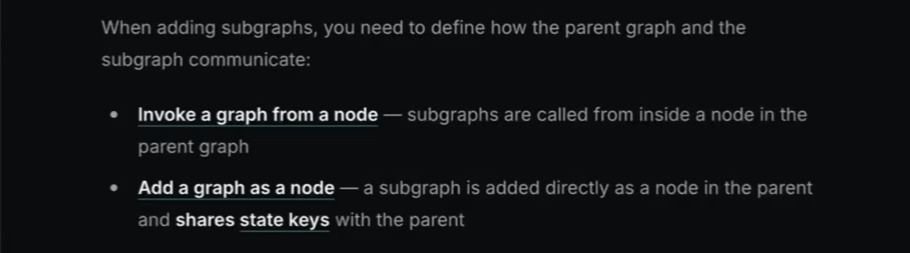 When adding subgraphs, you need to define how the parent graph and the
subgraph communicate:
• Invoke a graph from a node — subgraphs are called from inside a node in the
parent graph
• Add a graph as a node — a subgraph is added directly as a node in the parent
and shares state keys with the parent